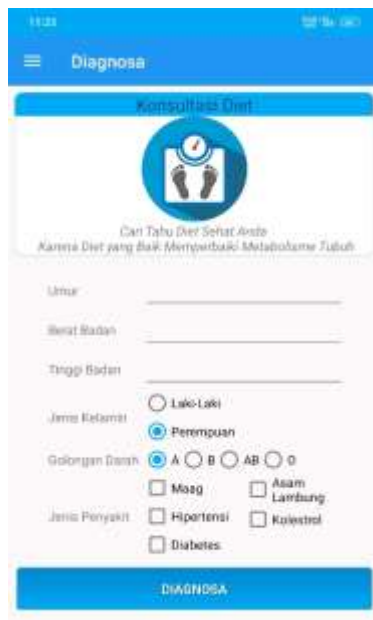 11:23
Diagnosa
Konsultasi Diet
Cari Tahu Diet Sehat Anda
Karena Diet yang Baik Memperbaiki Metabolisme Tubuh
Umur
Berat Badan
Tinggi Badan
Jenis Kelamin
Laki-Laki
Perempuan
Golongan Darah A B AB O
Jenis Penyakit
Maag
Asam Lambung
Hipertensi
Kolestrol
Diabetes
DIAGNOSA